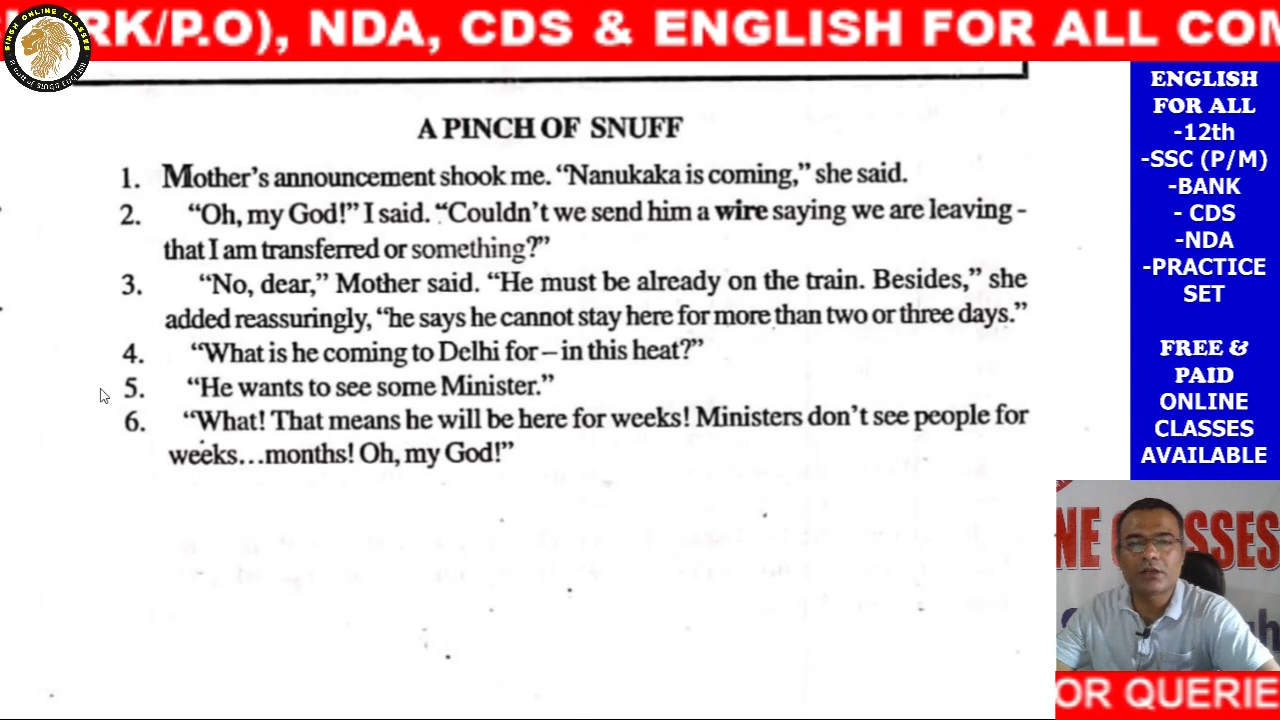 RK/P.O), NDA, CDS & ENGLISH FOR ALL COM
SINGH ONLINE CLASSES
A PINCH OF SNUFF
1. Mother's announcement shook me. "Nanukaka is coming," she said.
2. "Oh, my God!" I said. "Couldn't we send him a wire saying we are leaving -
that I am transferred or something?"
3. "No, dear," Mother said. "He must be already on the train. Besides," she
added reassuringly, "he says he cannot stay here for more than two or three days."
4. "What is he coming to Delhi for – in this heat?"
5. "He wants to see some Minister."
6. "What! That means he will be here for weeks! Ministers don't see people for
weeks...months! Oh, my God!"
ENGLISH
FOR ALL
-12th
-SSC (P/M)
-BANK
- CDS
-NDA
-PRACTICE
SET
FREE &
PAID
ONLINE
CLASSES
AVAILABLE
NE CLASSES
OR QUERIE